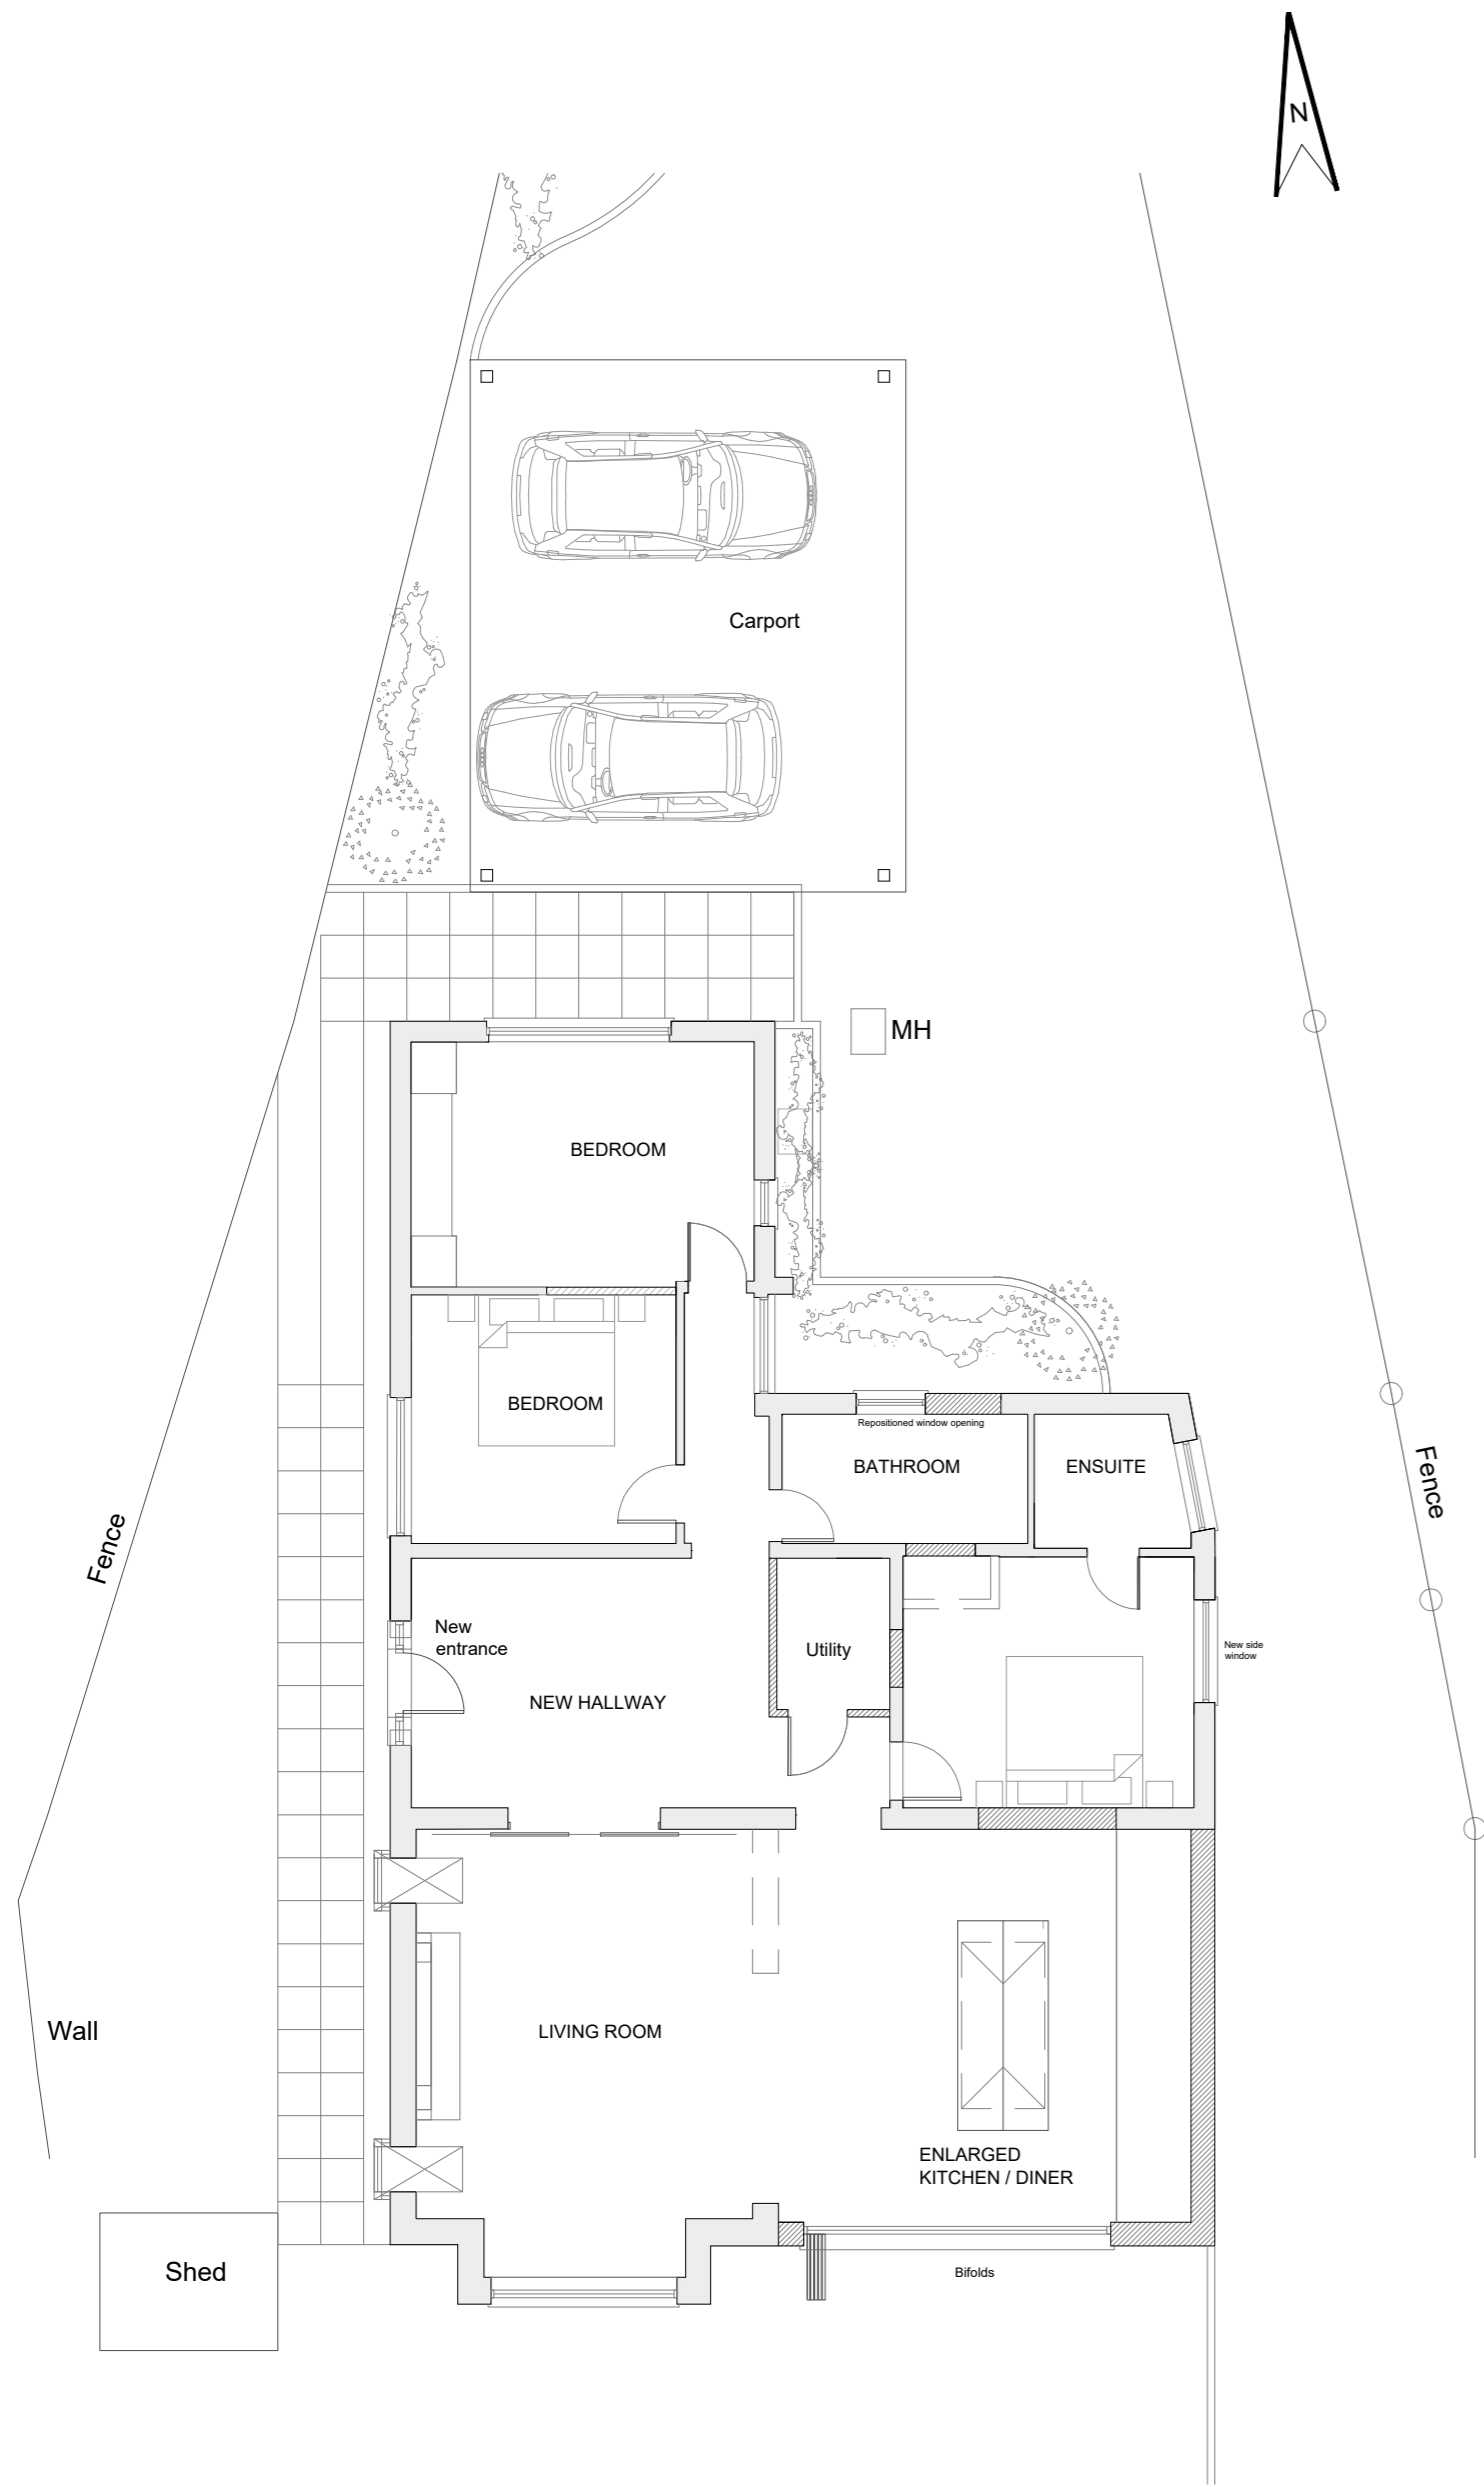 N
Carport
MH
BEDROOM
BEDROOM
Repositioned window opening
BATHROOM
ENSUITE
Fence
Fence
New
entrance
Utility
New side
window
NEW HALLWAY
Wall
LIVING ROOM
ENLARGED
KITCHEN / DINER
Shed
Bifolds